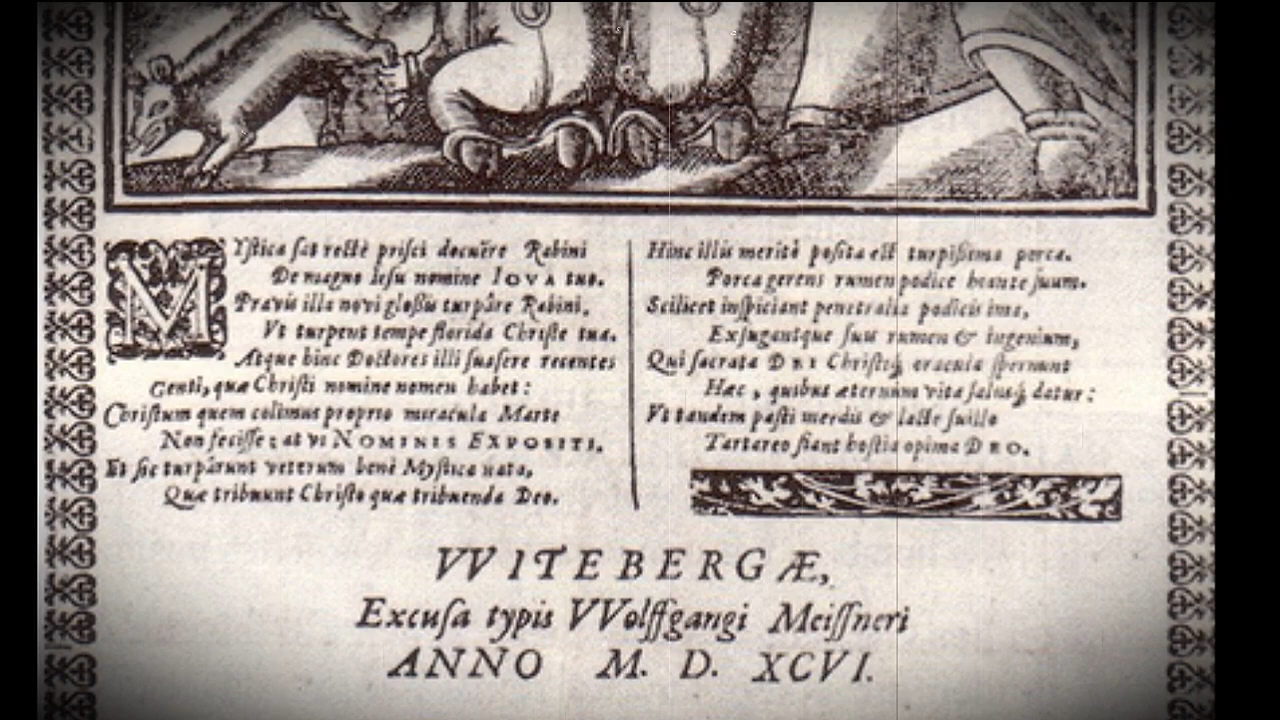 MYstica sat rectè prisci docuêre Rabini
De magno Iesu nomine IOVA tuo.
Pravis illa novi glossis turpâre Rabini,
Vt turpent tempe florida Christe tua.
Atque hinc Doctores illi suasere recentes
Genti, quæ Christi nomine nomen habet:
Christum quem colimus proprio miracula Marte
Non fecisse: at vi NOMINIS EXPOSITI.
Et sic turpârunt veterum benè Mystica nata,
Quæ tribuunt Christo quæ tribuenda Deo.
Hinc illis meritò posita est turpissima porca.
Porca gerens rumen podice hiante suum.
Scilicet inspiciant penetralia podicis ima,
Exsugantque suis rumen & ingenium,
Qui sacrata DEI Christiq́; oracula spernunt
Hæc, quibus æternum vita salusq́; datur:
Vt tandem pasti merdis & lacte suillo
Tartareo fiant hostia opima DEO.
VVITEBERGÆ,
Excusa typis VVolffgangi Meissneri
ANNO M. D. XCVI.